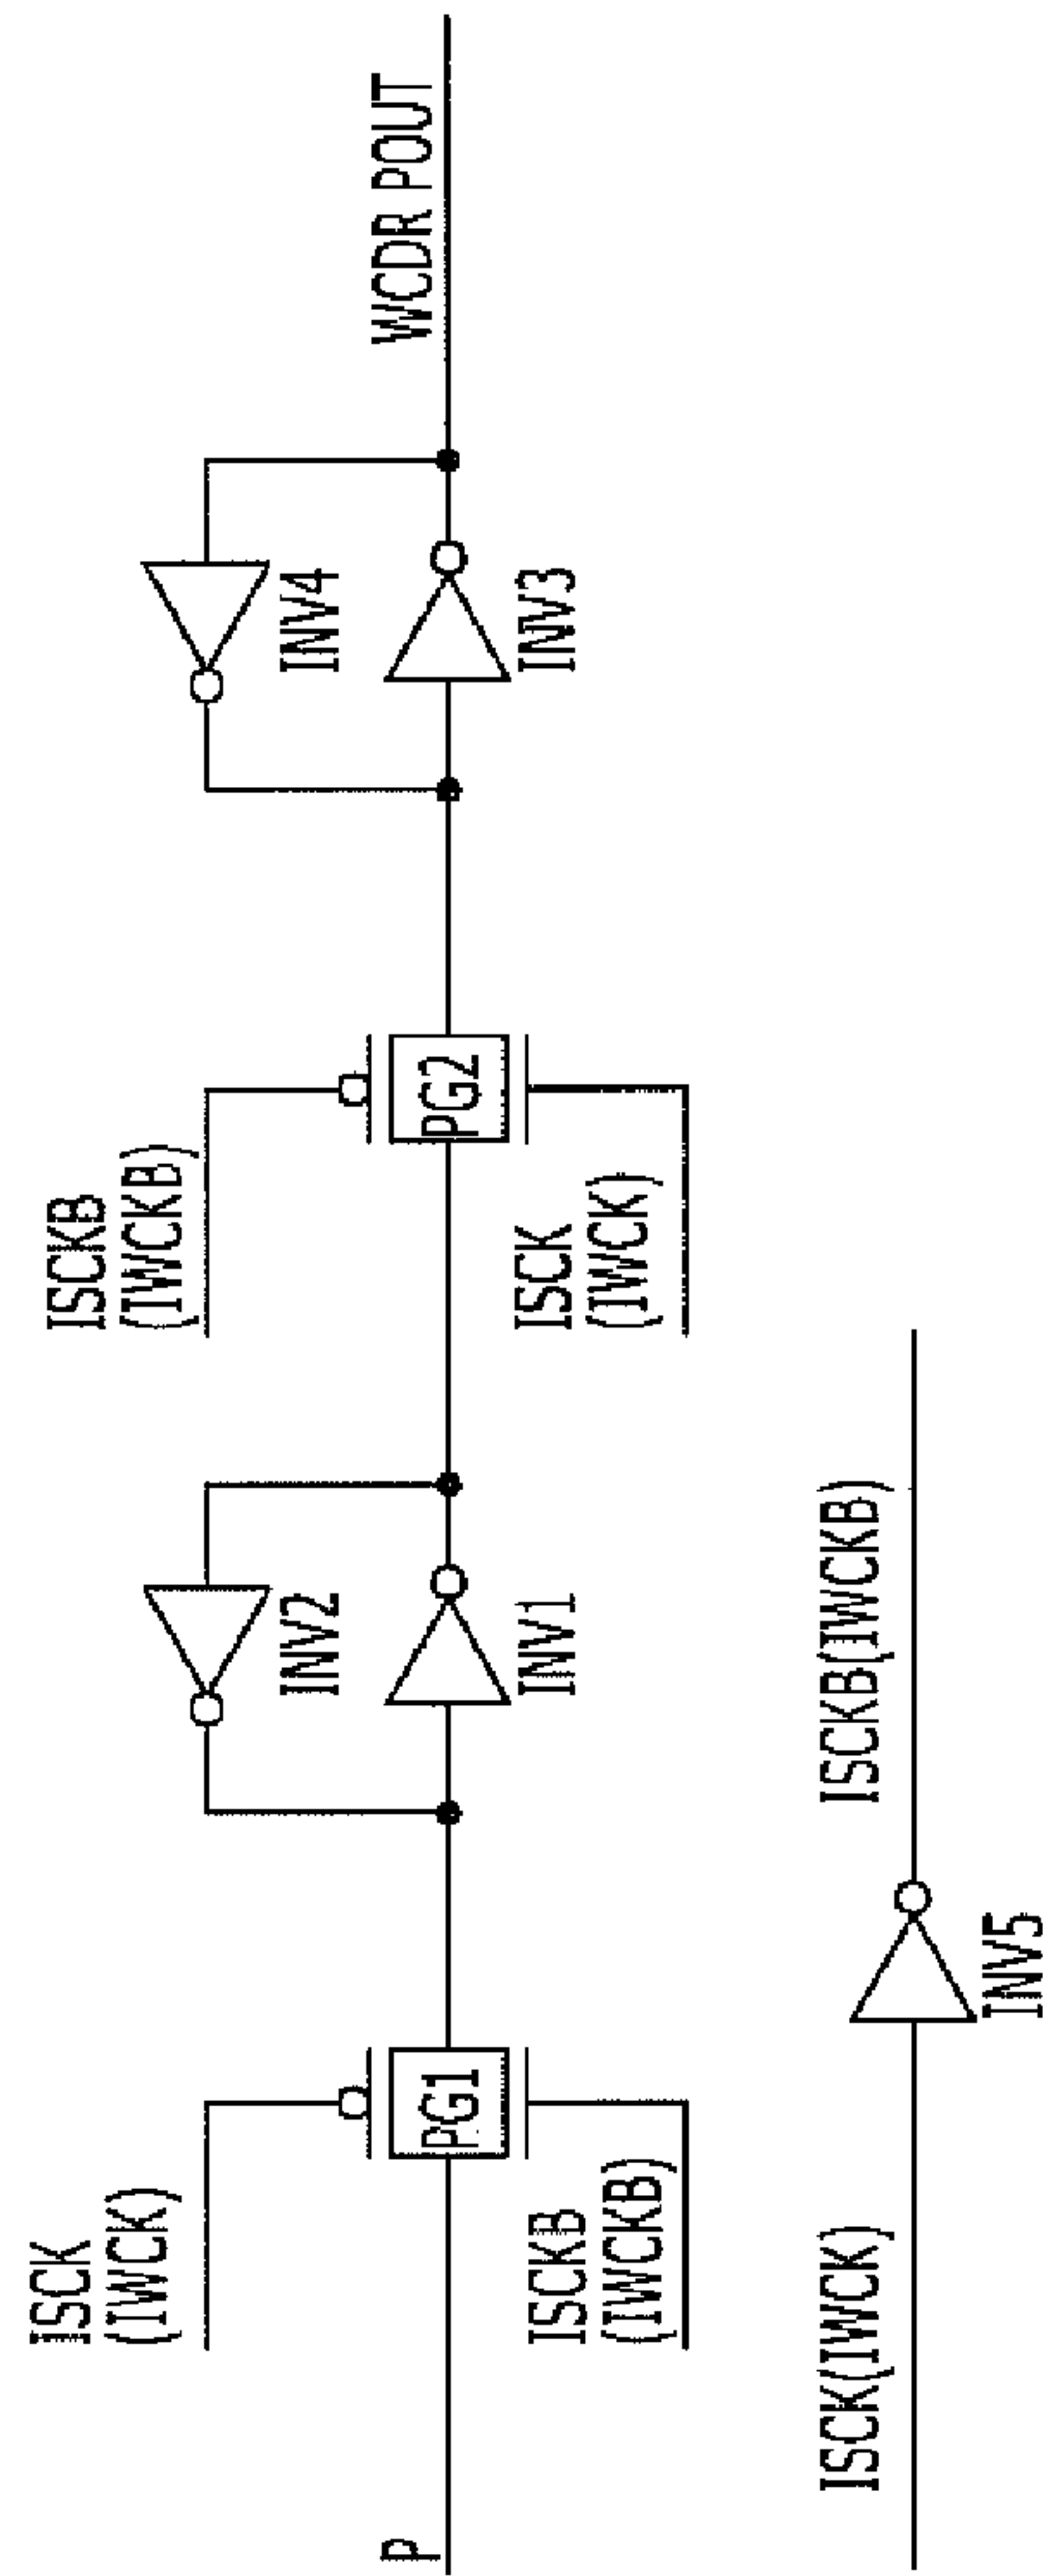 ISCK
(IWCK)
ISCKB
(IWCKB)
INV2
INV4
P
PG1
PG2
WCDR POUT
INV1
INV3
ISCKB
(IWCKB)
ISCK
(IWCK)
ISCK(IWCK)
ISCKB(IWCKB)
INV5